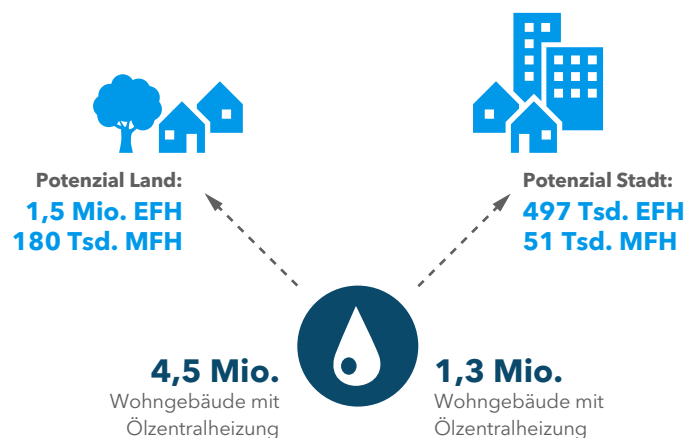 Potenzial Land:
1,5 Mio. EFH
180 Tsd. MFH
Potenzial Stadt:
497 Tsd. EFH
51 Tsd. MFH
4,5 Mio.
Wohngebäude mit
Ölzentralheizung
1,3 Mio.
Wohngebäude mit
Ölzentralheizung